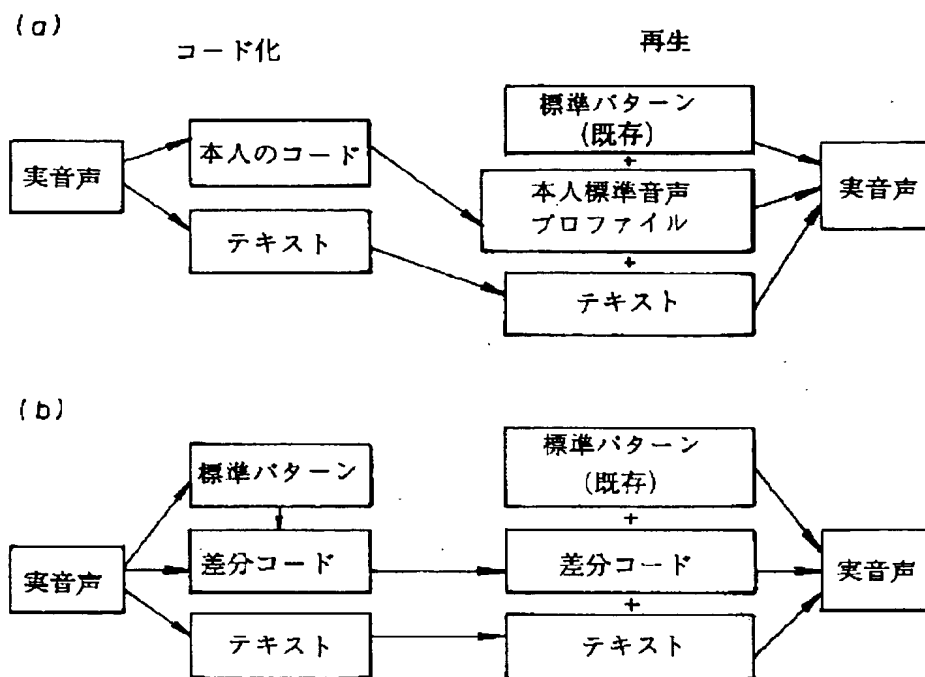 (a)
コード化
再生
実音声
本人のコード
テキスト
標準パターン
(既存)
+
本人標準音声
プロファイル
+
テキスト
実音声
(b)
実音声
標準パターン
差分コード
テキスト
標準パターン
(既存)
+
差分コード
+
テキスト
実音声